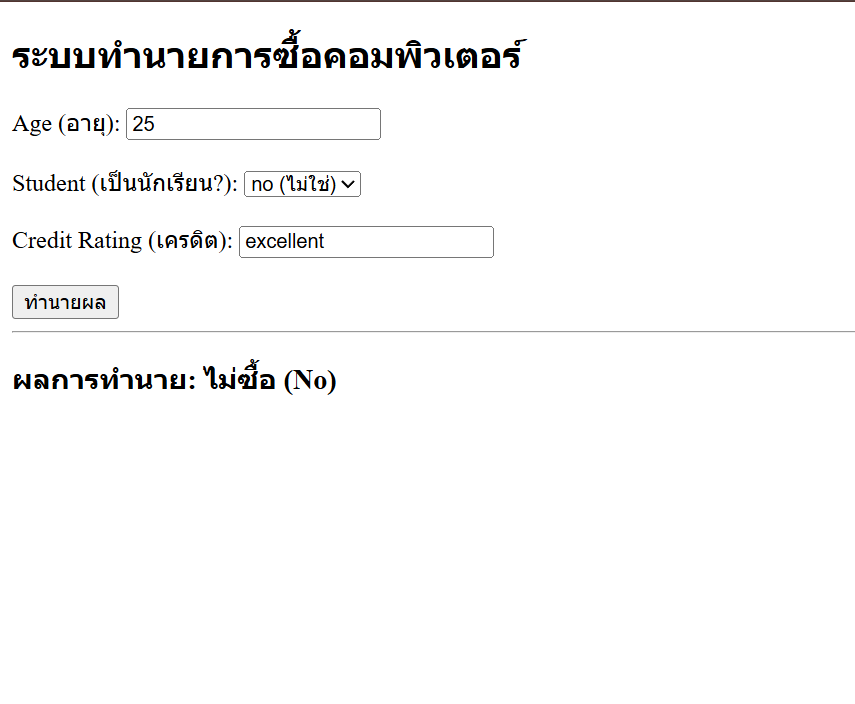 ระบบทำนายการซื้อคอมพิวเตอร์
Age (อายุ): 25
Student (เป็นนักเรียน?): no (ไม่ใช่)
Credit Rating (เครดิต): excellent
ทำนายผล
ผลการทำนาย: ไม่ซื้อ (No)